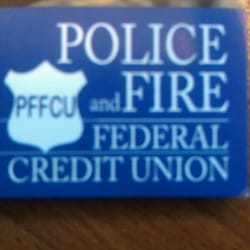 POLICE
PFFCU and FIRE
FEDERAL
CREDIT UNION